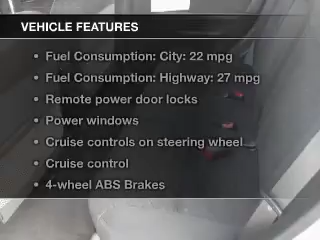 VEHICLE FEATURES
• Fuel Consumption: City: 22 mpg
• Fuel Consumption: Highway: 27 mpg
• Remote power door locks
• Power windows
• Cruise controls on steering wheel
• Cruise control
• 4-wheel ABS Brakes